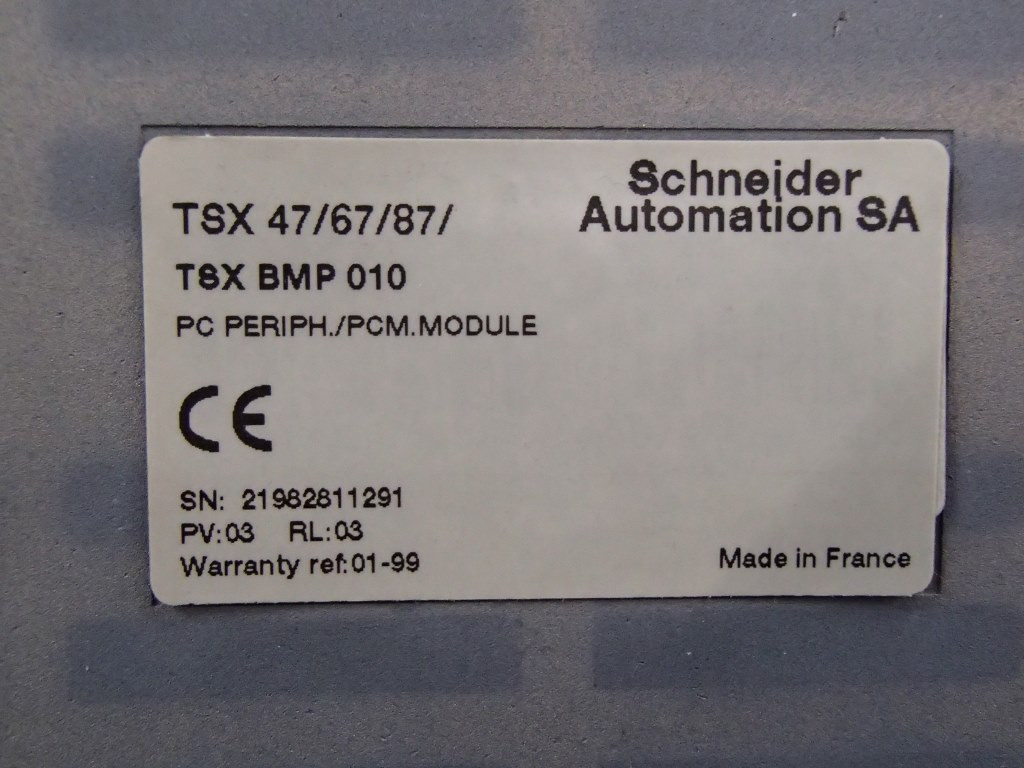 Schneider
Automation SA
TSX 47/67/87/
TSX BMP 010
PC PERIPH./PCM.MODULE
CE
SN: 21982811291
PV:03 RL:03
Warranty ref:01-99
Made in France